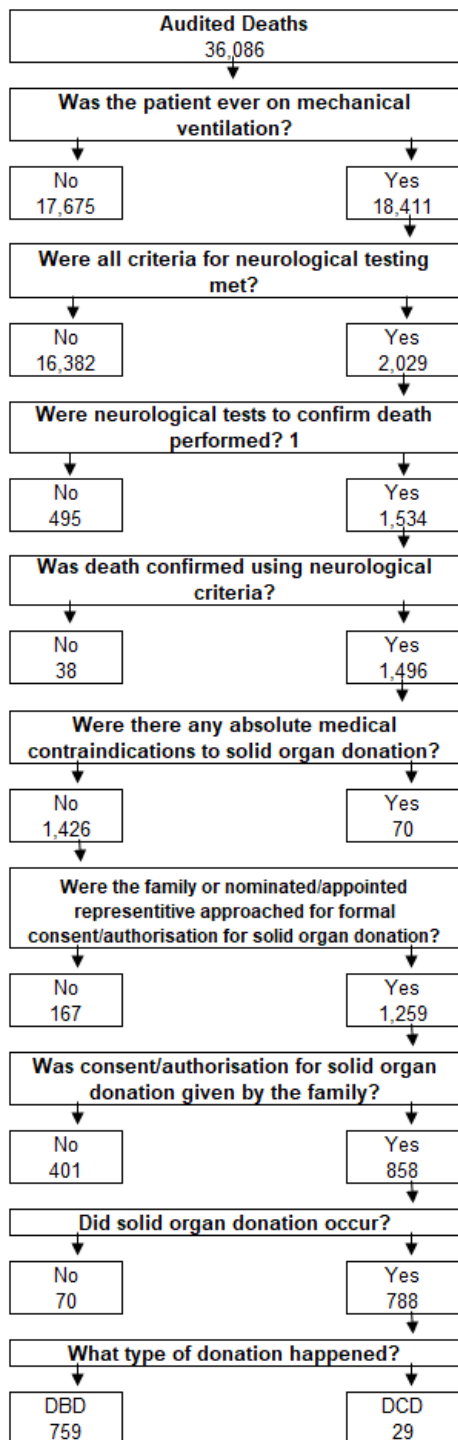 Audited Deaths
36,086
Was the patient ever on mechanical
ventilation?
No
17,675
Yes
18,411
Were all criteria for neurological testing
met?
No
16,382
Yes
2,029
Were neurological tests to confirm death
performed? 1
No
495
Yes
1,534
Was death confirmed using neurological
criteria?
No
38
Yes
1,496
Were there any absolute medical
contraindications to solid organ donation?
No
1,426
Yes
70
Were the family or nominated/appointed
representitive approached for formal
consent/authorisation for solid organ donation?
No
167
Yes
1,259
Was consent/authorisation for solid organ
donation given by the family?
No
401
Yes
858
Did solid organ donation occur?
No
70
Yes
788
What type of donation happened?
DBD
759
DCD
29